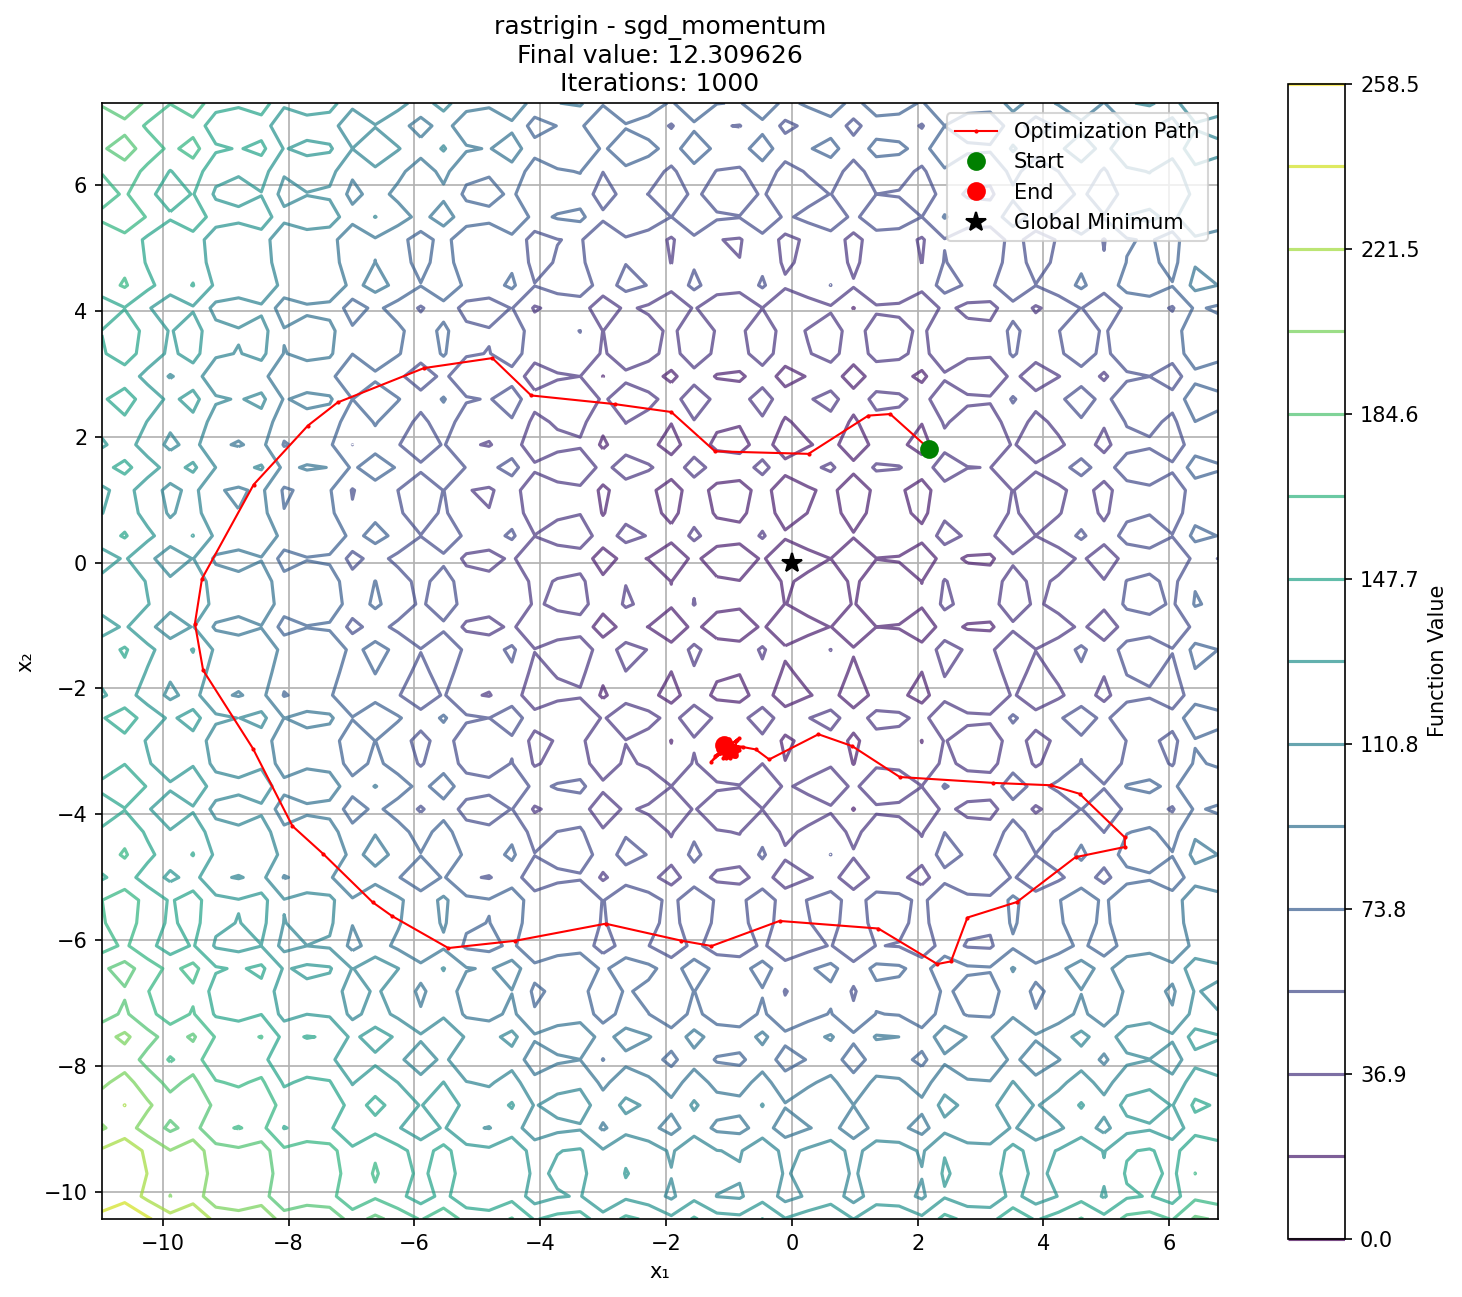 rastrigin - sgd_momentum
Final value: 12.309626
Iterations: 1000
Optimization Path
Start
End
Global Minimum
6
4
2
0
−2
−4
−6
−8
−10
x₂
−10
−8
−6
−4
−2
0
2
4
6
x₁
258.5
221.5
184.6
147.7
110.8
73.8
36.9
0.0
Function Value